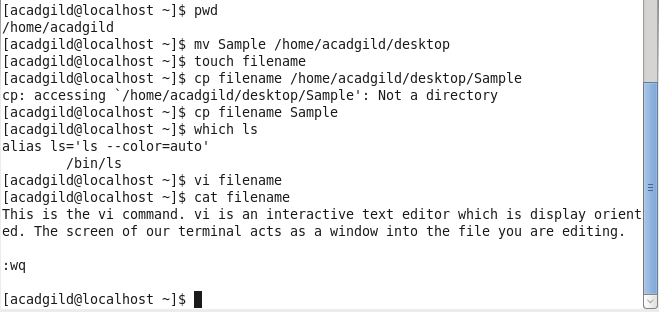 [acadgild@localhost ~]$ pwd
/home/acadgild
[acadgild@localhost ~]$ mv Sample /home/acadgild/desktop
[acadgild@localhost ~]$ touch filename
[acadgild@localhost ~]$ cp filename /home/acadgild/desktop/Sample
cp: accessing `/home/acadgild/desktop/Sample': Not a directory
[acadgild@localhost ~]$ cp filename Sample
[acadgild@localhost ~]$ which ls
alias ls='ls --color=auto'
        /bin/ls
[acadgild@localhost ~]$ vi filename
[acadgild@localhost ~]$ cat filename
This is the vi command. vi is an interactive text editor which is display orient
ed. The screen of our terminal acts as a window into the file you are editing.

:wq

[acadgild@localhost ~]$